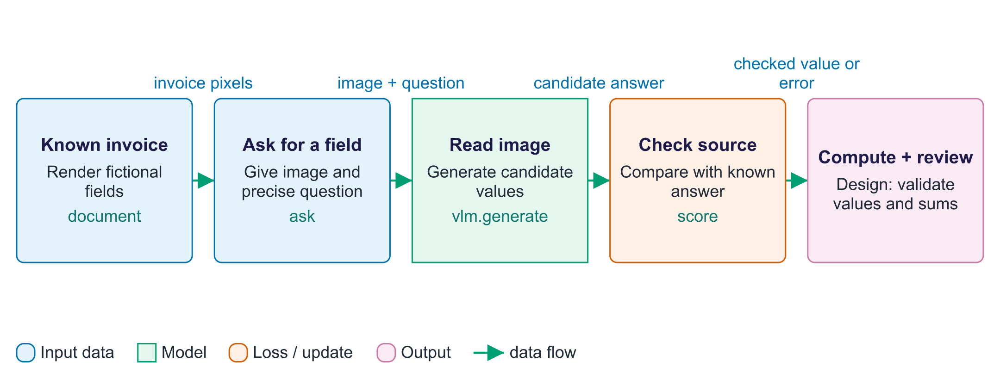 invoice pixels
image + question
candidate answer
checked value or
error
Known invoice
Render fictional
fields
document
Ask for a field
Give image and
precise question
ask
Read image
Generate candidate
values
vlm.generate
Check source
Compare with known
answer
score
Compute + review
Design: validate
values and sums
Input data
Model
Loss / update
Output
data flow